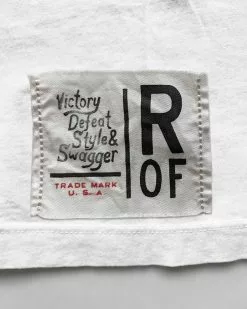 Victory
Defeat
Style &
Swagger
TRADE MARK
U. S. A
R
OF